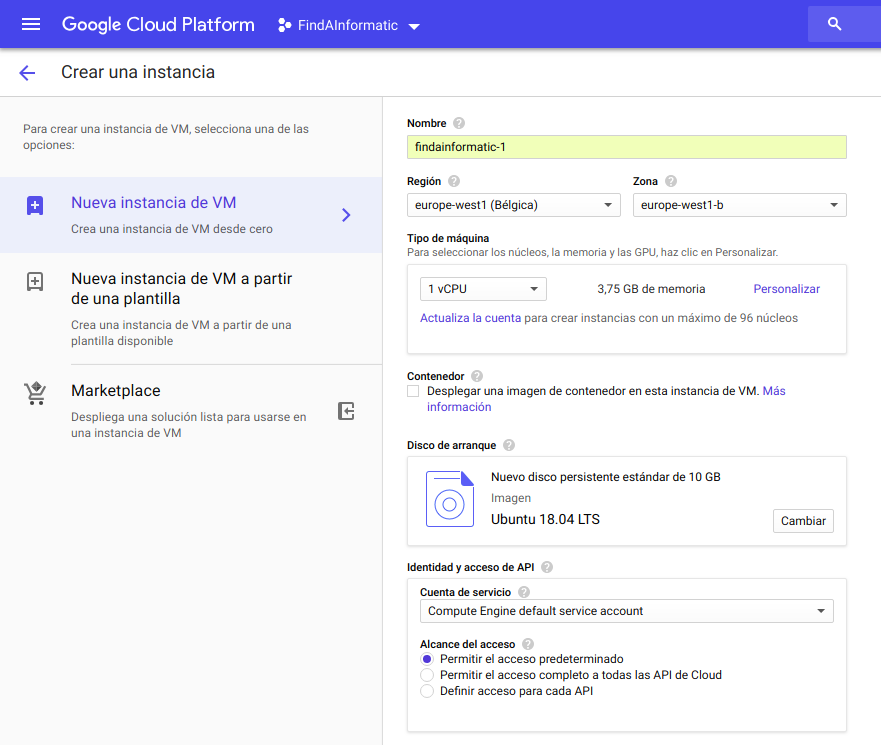 Google Cloud Platform
FindAInformatic
Crear una instancia
Para crear una instancia de VM, selecciona una de las
opciones:
Nueva instancia de VM
Crea una instancia de VM desde cero
Nueva instancia de VM a partir
de una plantilla
Crea una instancia de VM a partir de una
plantilla disponible
Marketplace
Despliega una solución lista para usarse en
una instancia de VM
Nombre ?
findainformatic-1
Región ? Zona ?
europe-west1 (Bélgica) europe-west1-b
Tipo de máquina
Para seleccionar los núcleos, la memoria y las GPU, haz clic en Personalizar.
1 vCPU 3,75 GB de memoria Personalizar
Actualiza la cuenta para crear instancias con un máximo de 96 núcleos
Contenedor ?
Desplegar una imagen de contenedor en esta instancia de VM. Más
información
Disco de arranque ?
Nuevo disco persistente estándar de 10 GB
Imagen
Ubuntu 18.04 LTS
Cambiar
Identidad y acceso de API ?
Cuenta de servicio ?
Compute Engine default service account
Alcance del acceso ?
Permitir el acceso predeterminado
Permitir el acceso completo a todas las API de Cloud
Definir acceso para cada API